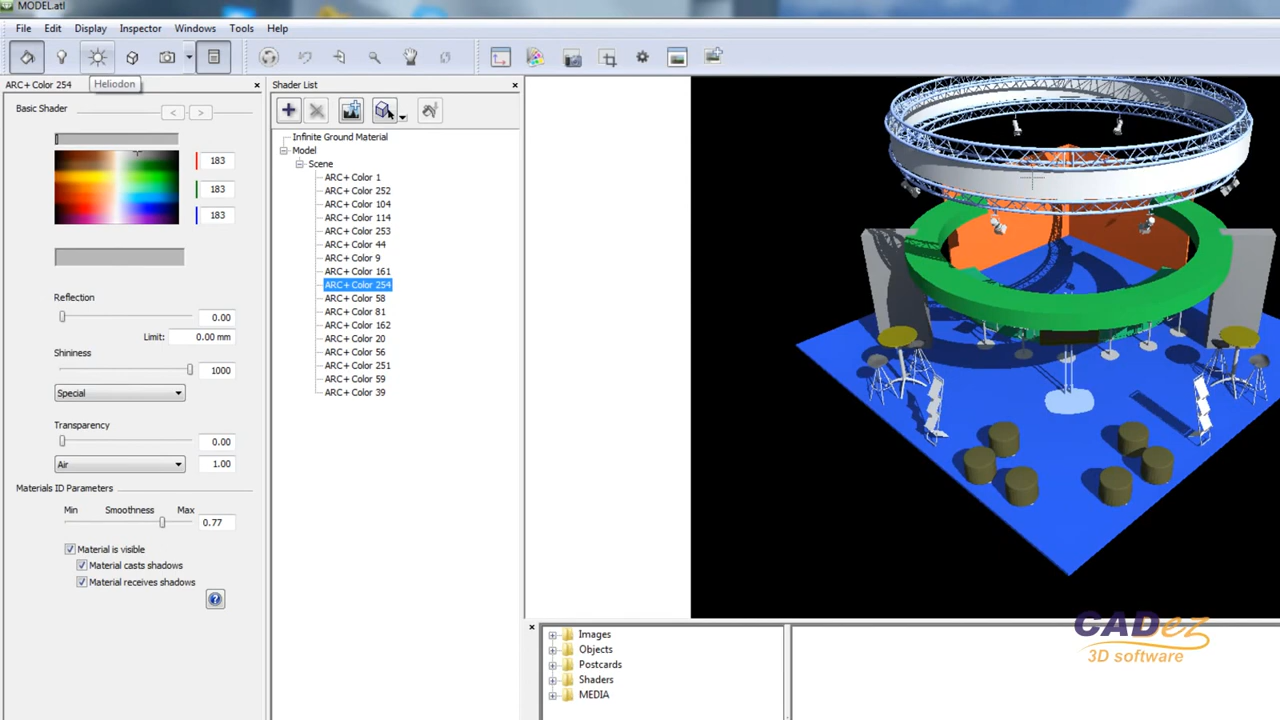 MODEL.atl
File Edit Display Inspector Windows Tools Help
ARC+ Color 254
Heliodon
Shader List
Basic Shader
< >
183
183
183
Reflection
0.00
Limit: 0.00 mm
Shininess
1000
Special
Transparency
0.00
Air 1.00
Materials ID Parameters
Min Smoothness Max
0.77
Material is visible
Material casts shadows
Material receives shadows
Infinite Ground Material
Model
Scene
ARC+ Color 1
ARC+ Color 252
ARC+ Color 104
ARC+ Color 114
ARC+ Color 253
ARC+ Color 44
ARC+ Color 9
ARC+ Color 161
ARC+ Color 254
ARC+ Color 58
ARC+ Color 81
ARC+ Color 162
ARC+ Color 20
ARC+ Color 56
ARC+ Color 251
ARC+ Color 59
ARC+ Color 39
Images
Objects
Postcards
Shaders
MEDIA
CADez
3D software